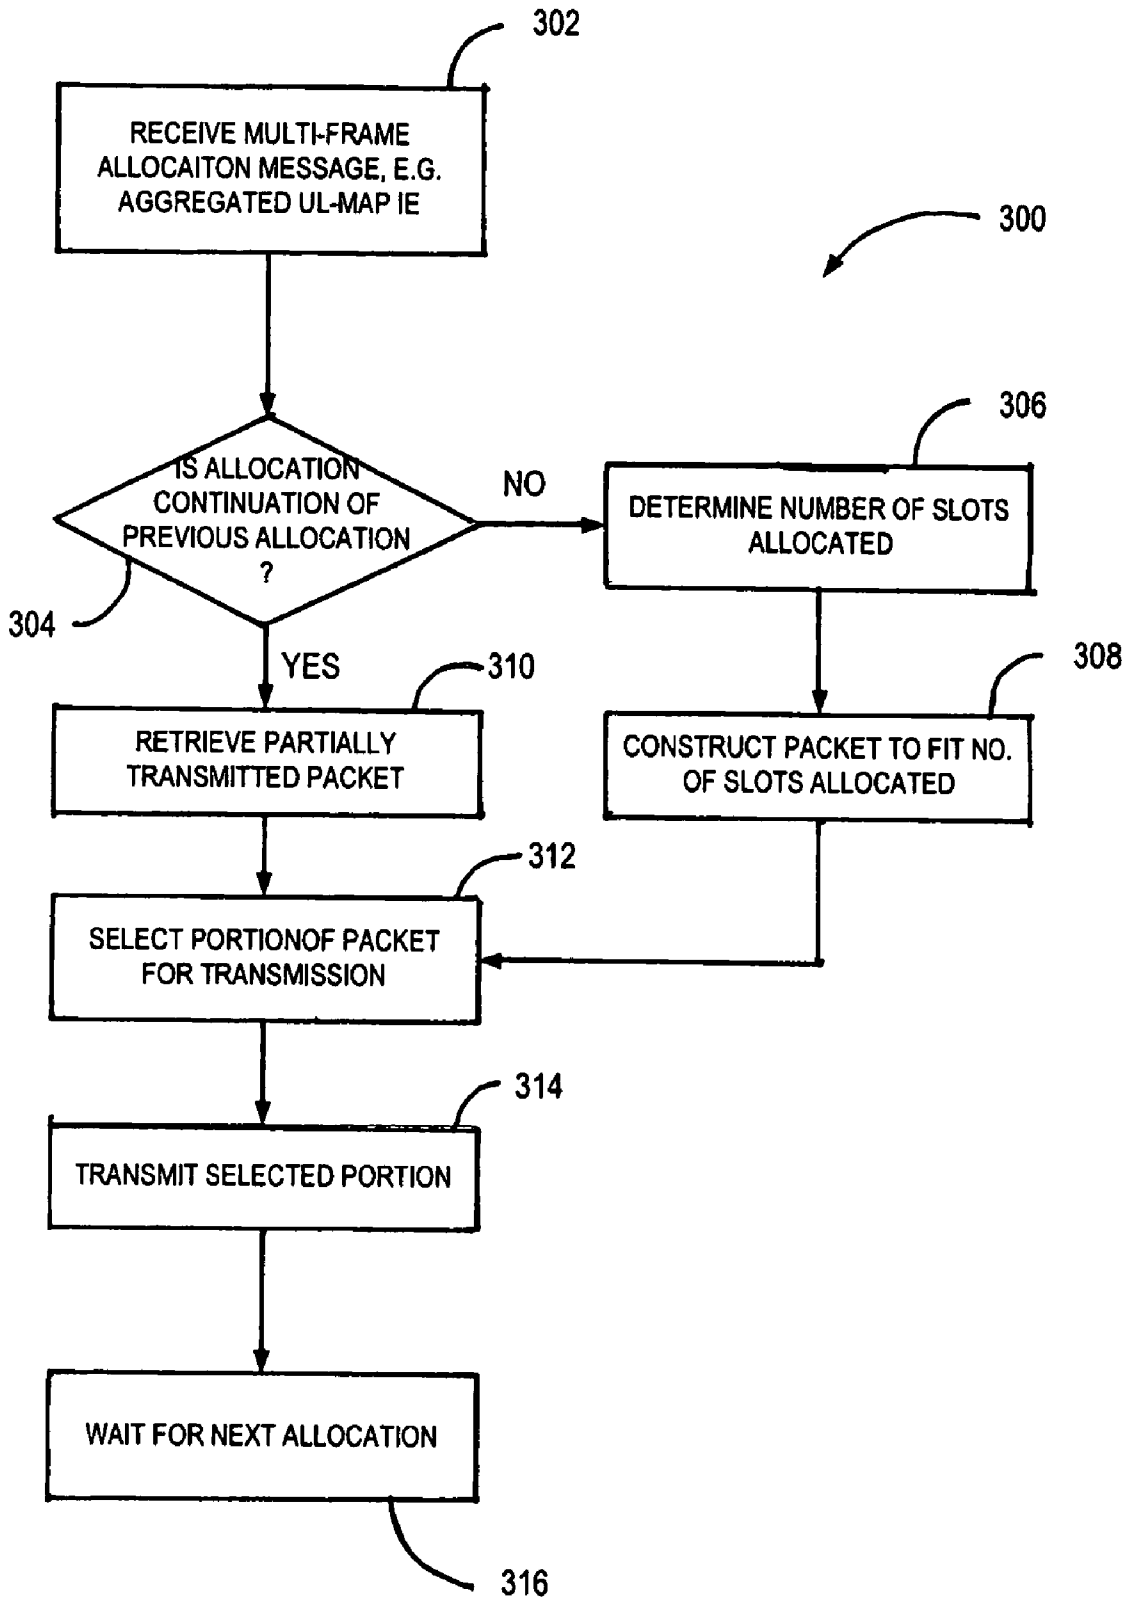 302
RECEIVE MULTI-FRAME
ALLOCAITON MESSAGE, E.G.
AGGREGATED UL-MAP IE
300
306
IS ALLOCATION
CONTINUATION OF
PREVIOUS ALLOCATION
?
NO
DETERMINE NUMBER OF SLOTS
ALLOCATED
304
YES
310
308
RETRIEVE PARTIALLY
TRANSMITTED PACKET
CONSTRUCT PACKET TO FIT NO.
OF SLOTS ALLOCATED
312
SELECT PORTIONOF PACKET
FOR TRANSMISSION
314
TRANSMIT SELECTED PORTION
WAIT FOR NEXT ALLOCATION
316